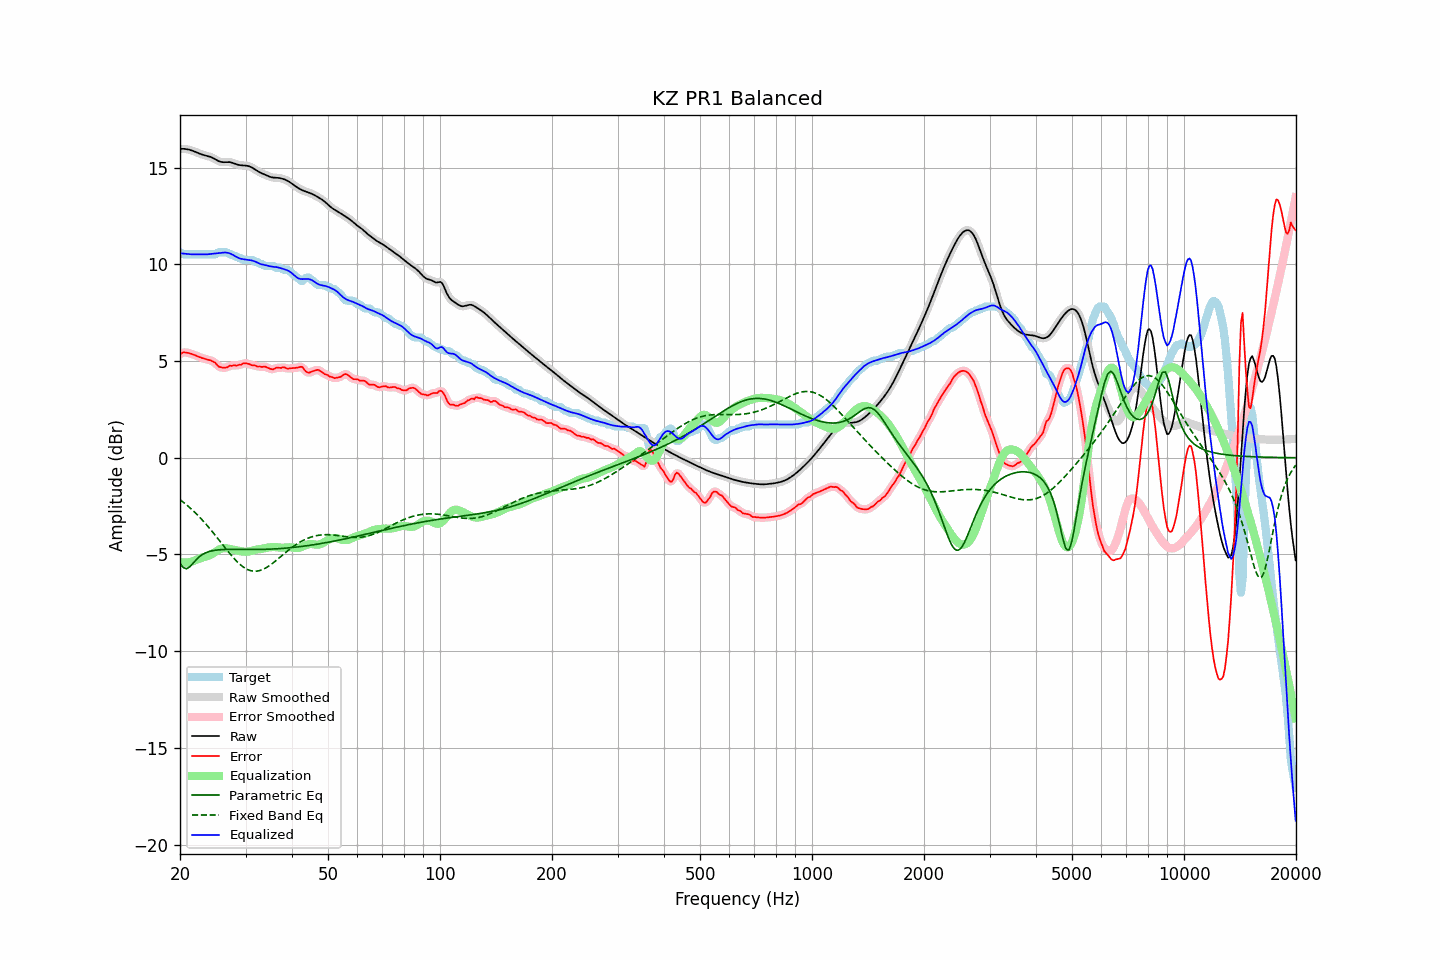 KZ PR1 Balanced
Amplitude (dBr)
15
10
5
0
−5
−10
−15
−20
Target
Raw Smoothed
Error Smoothed
Raw
Error
Equalization
Parametric Eq
Fixed Band Eq
Equalized
20 50 100 200 500 1000 2000 5000 10000 20000
Frequency (Hz)